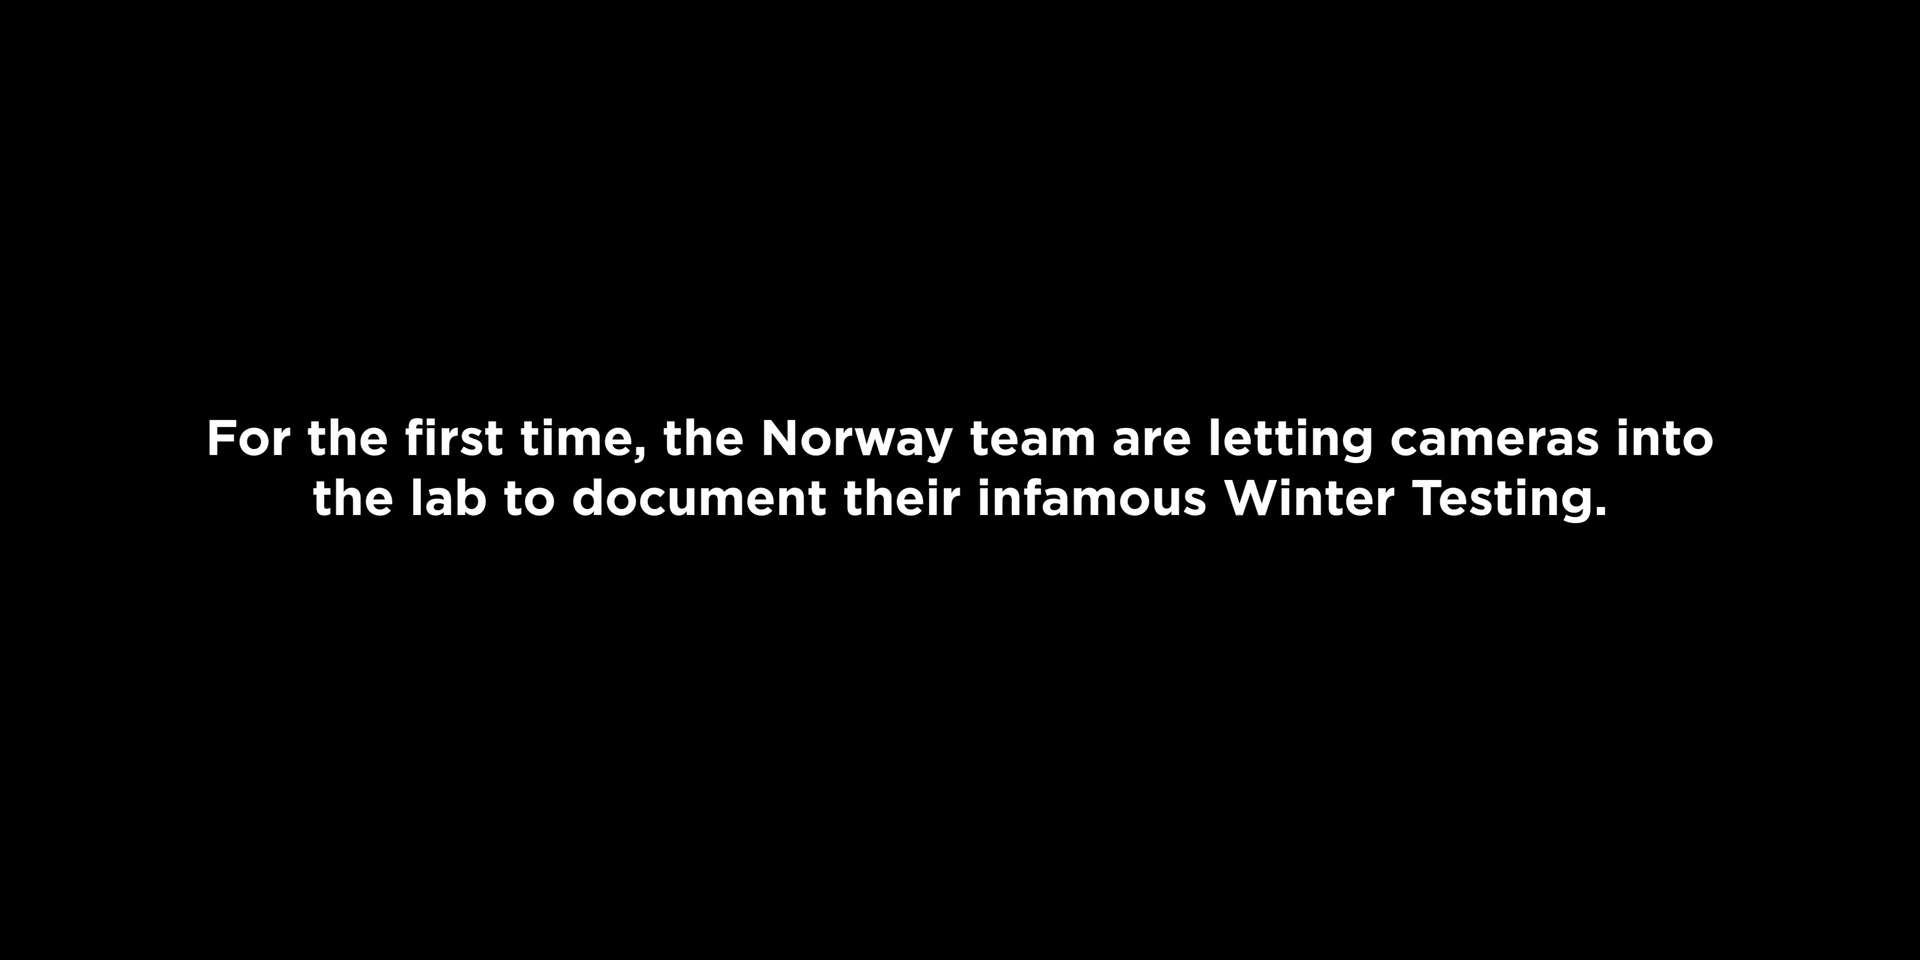 For the first time, the Norway team are letting cameras into
the lab to document their infamous Winter Testing.